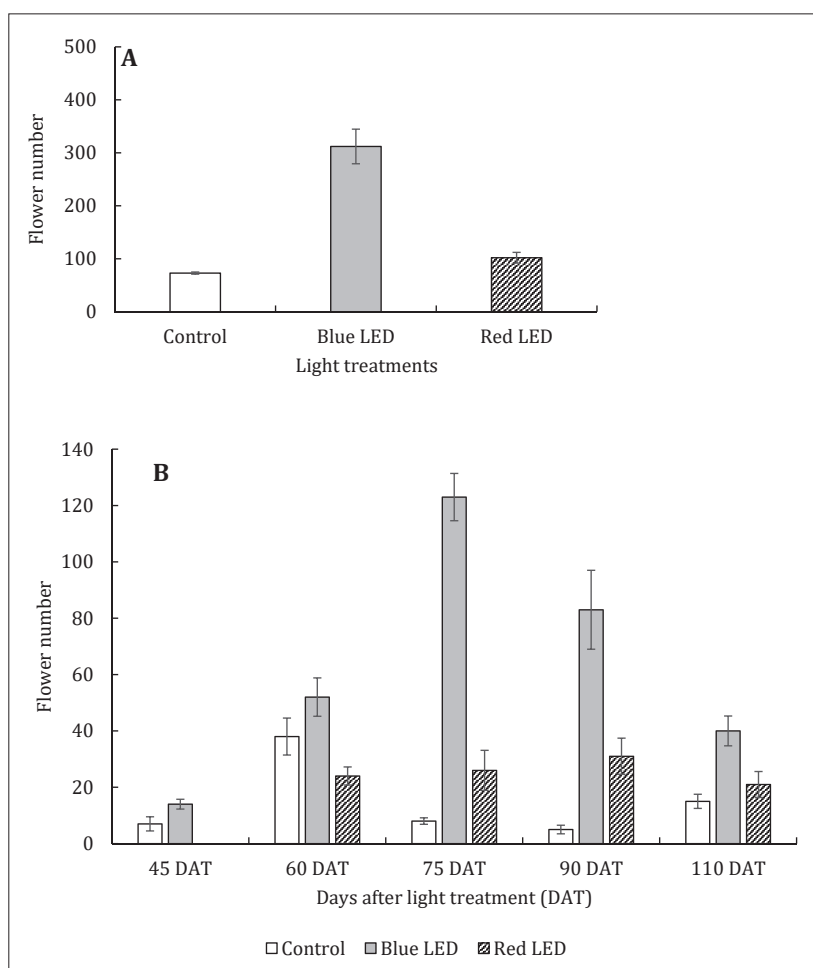 A
500
400
300
200
100
0
Flower number
Control Blue LED Red LED
Light treatments
B
140
120
100
80
60
40
20
0
Flower number
45 DAT 60 DAT 75 DAT 90 DAT 110 DAT
Days after light treatment (DAT)
Control Blue LED Red LED